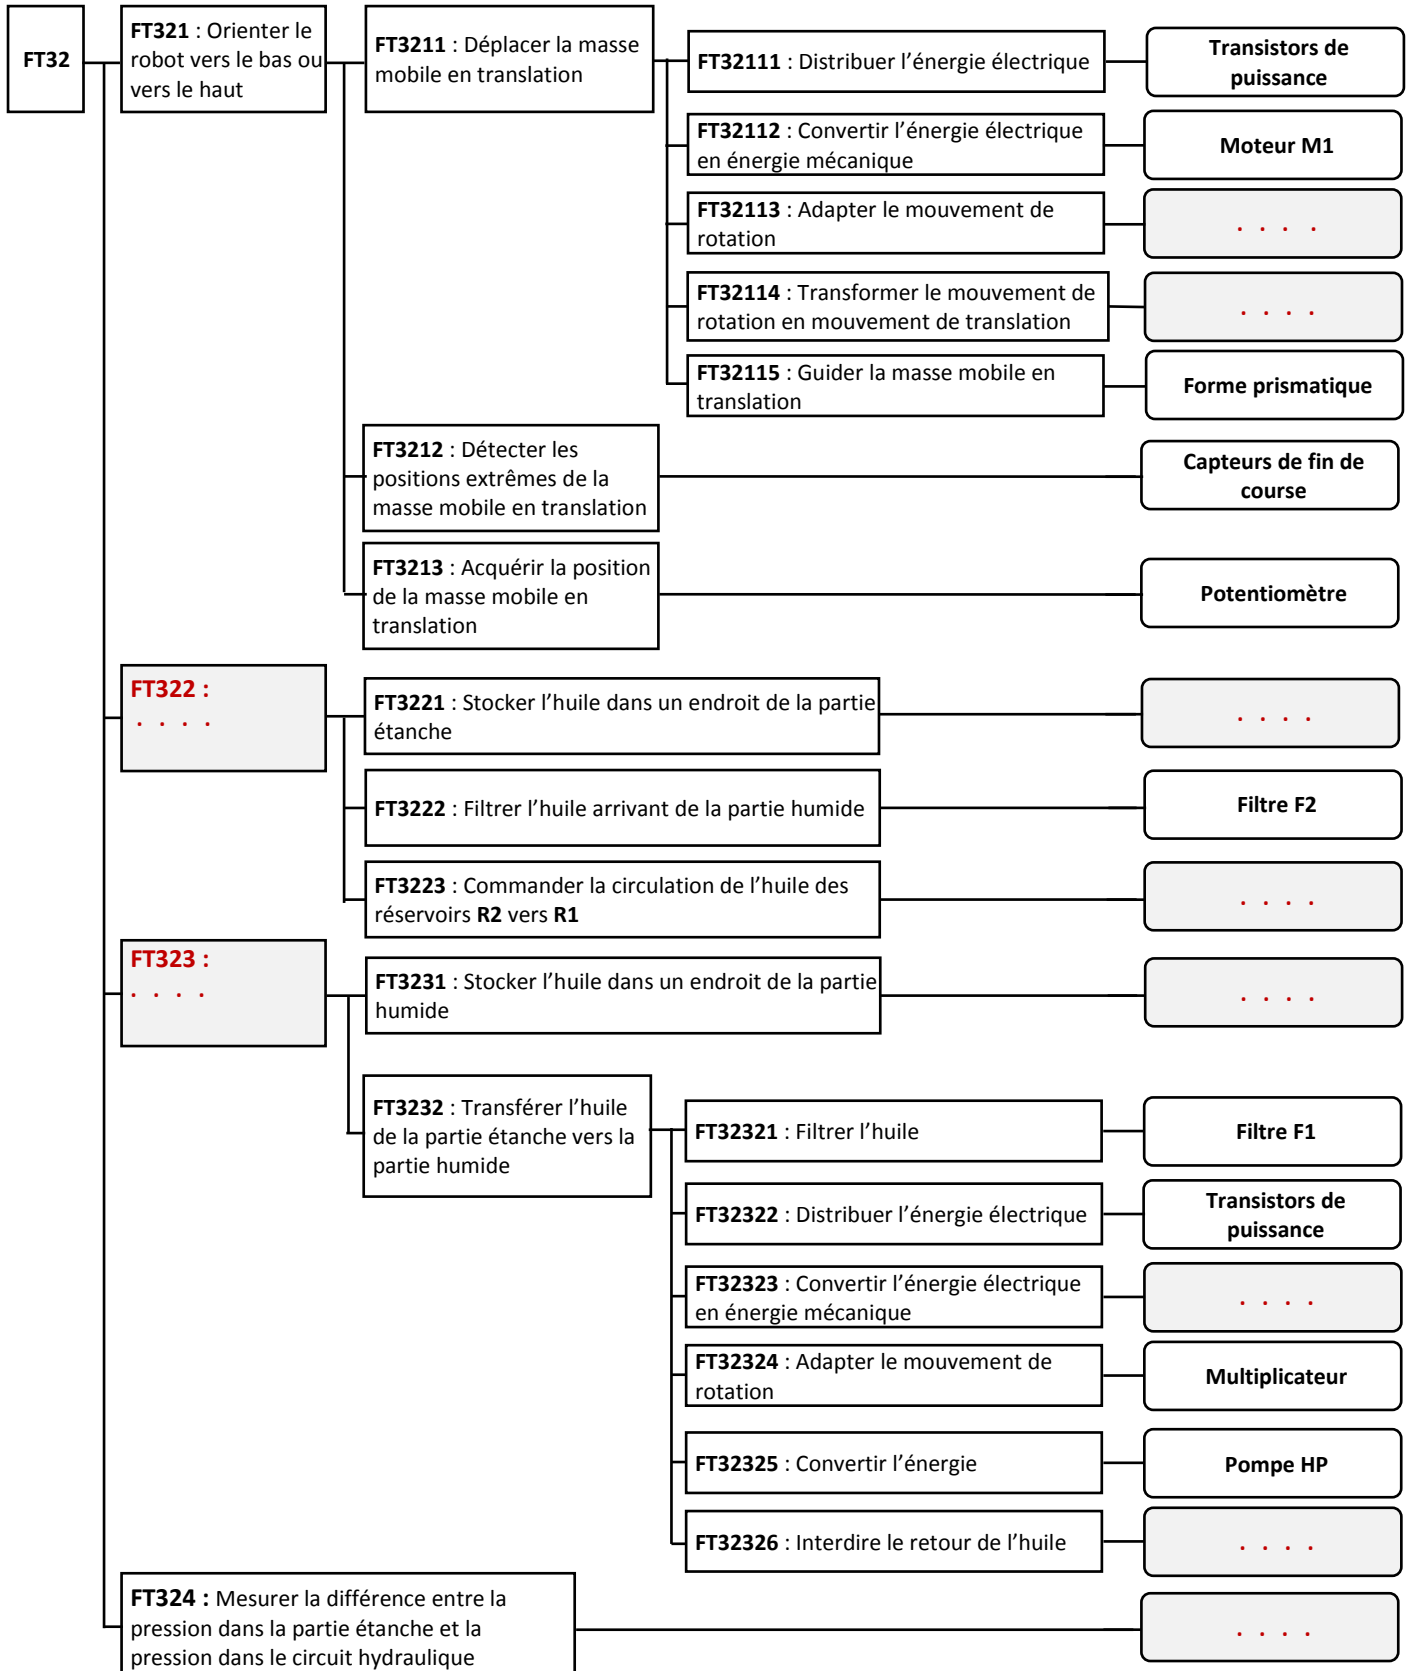 FT32
FT321 : Orienter le
robot vers le bas ou
vers le haut
FT3211 : Déplacer la masse
mobile en translation
FT32111 : Distribuer l’énergie électrique
Transistors de
puissance
FT32112 : Convertir l’énergie électrique
en énergie mécanique
Moteur M1
FT32113 : Adapter le mouvement de
rotation
. . . .
FT32114 : Transformer le mouvement de
rotation en mouvement de translation
. . . .
FT32115 : Guider la masse mobile en
translation
Forme prismatique
FT3212 : Détecter les
positions extrêmes de la
masse mobile en translation
Capteurs de fin de
course
FT3213 : Acquérir la position
de la masse mobile en
translation
Potentiomètre
FT322 :
. . . .
FT3221 : Stocker l’huile dans un endroit de la partie
étanche
. . . .
FT3222 : Filtrer l’huile arrivant de la partie humide
Filtre F2
FT3223 : Commander la circulation de l’huile des
réservoirs R2 vers R1
. . . .
FT323 :
. . . .
FT3231 : Stocker l’huile dans un endroit de la partie
humide
. . . .
FT3232 : Transférer l’huile
de la partie étanche vers la
partie humide
FT32321 : Filtrer l’huile
Filtre F1
FT32322 : Distribuer l’énergie électrique
Transistors de
puissance
FT32323 : Convertir l’énergie électrique
en énergie mécanique
. . . .
FT32324 : Adapter le mouvement de
rotation
Multiplicateur
FT32325 : Convertir l’énergie
Pompe HP
FT32326 : Interdire le retour de l’huile
. . . .
FT324 : Mesurer la différence entre la
pression dans la partie étanche et la
pression dans le circuit hydraulique
. . . .